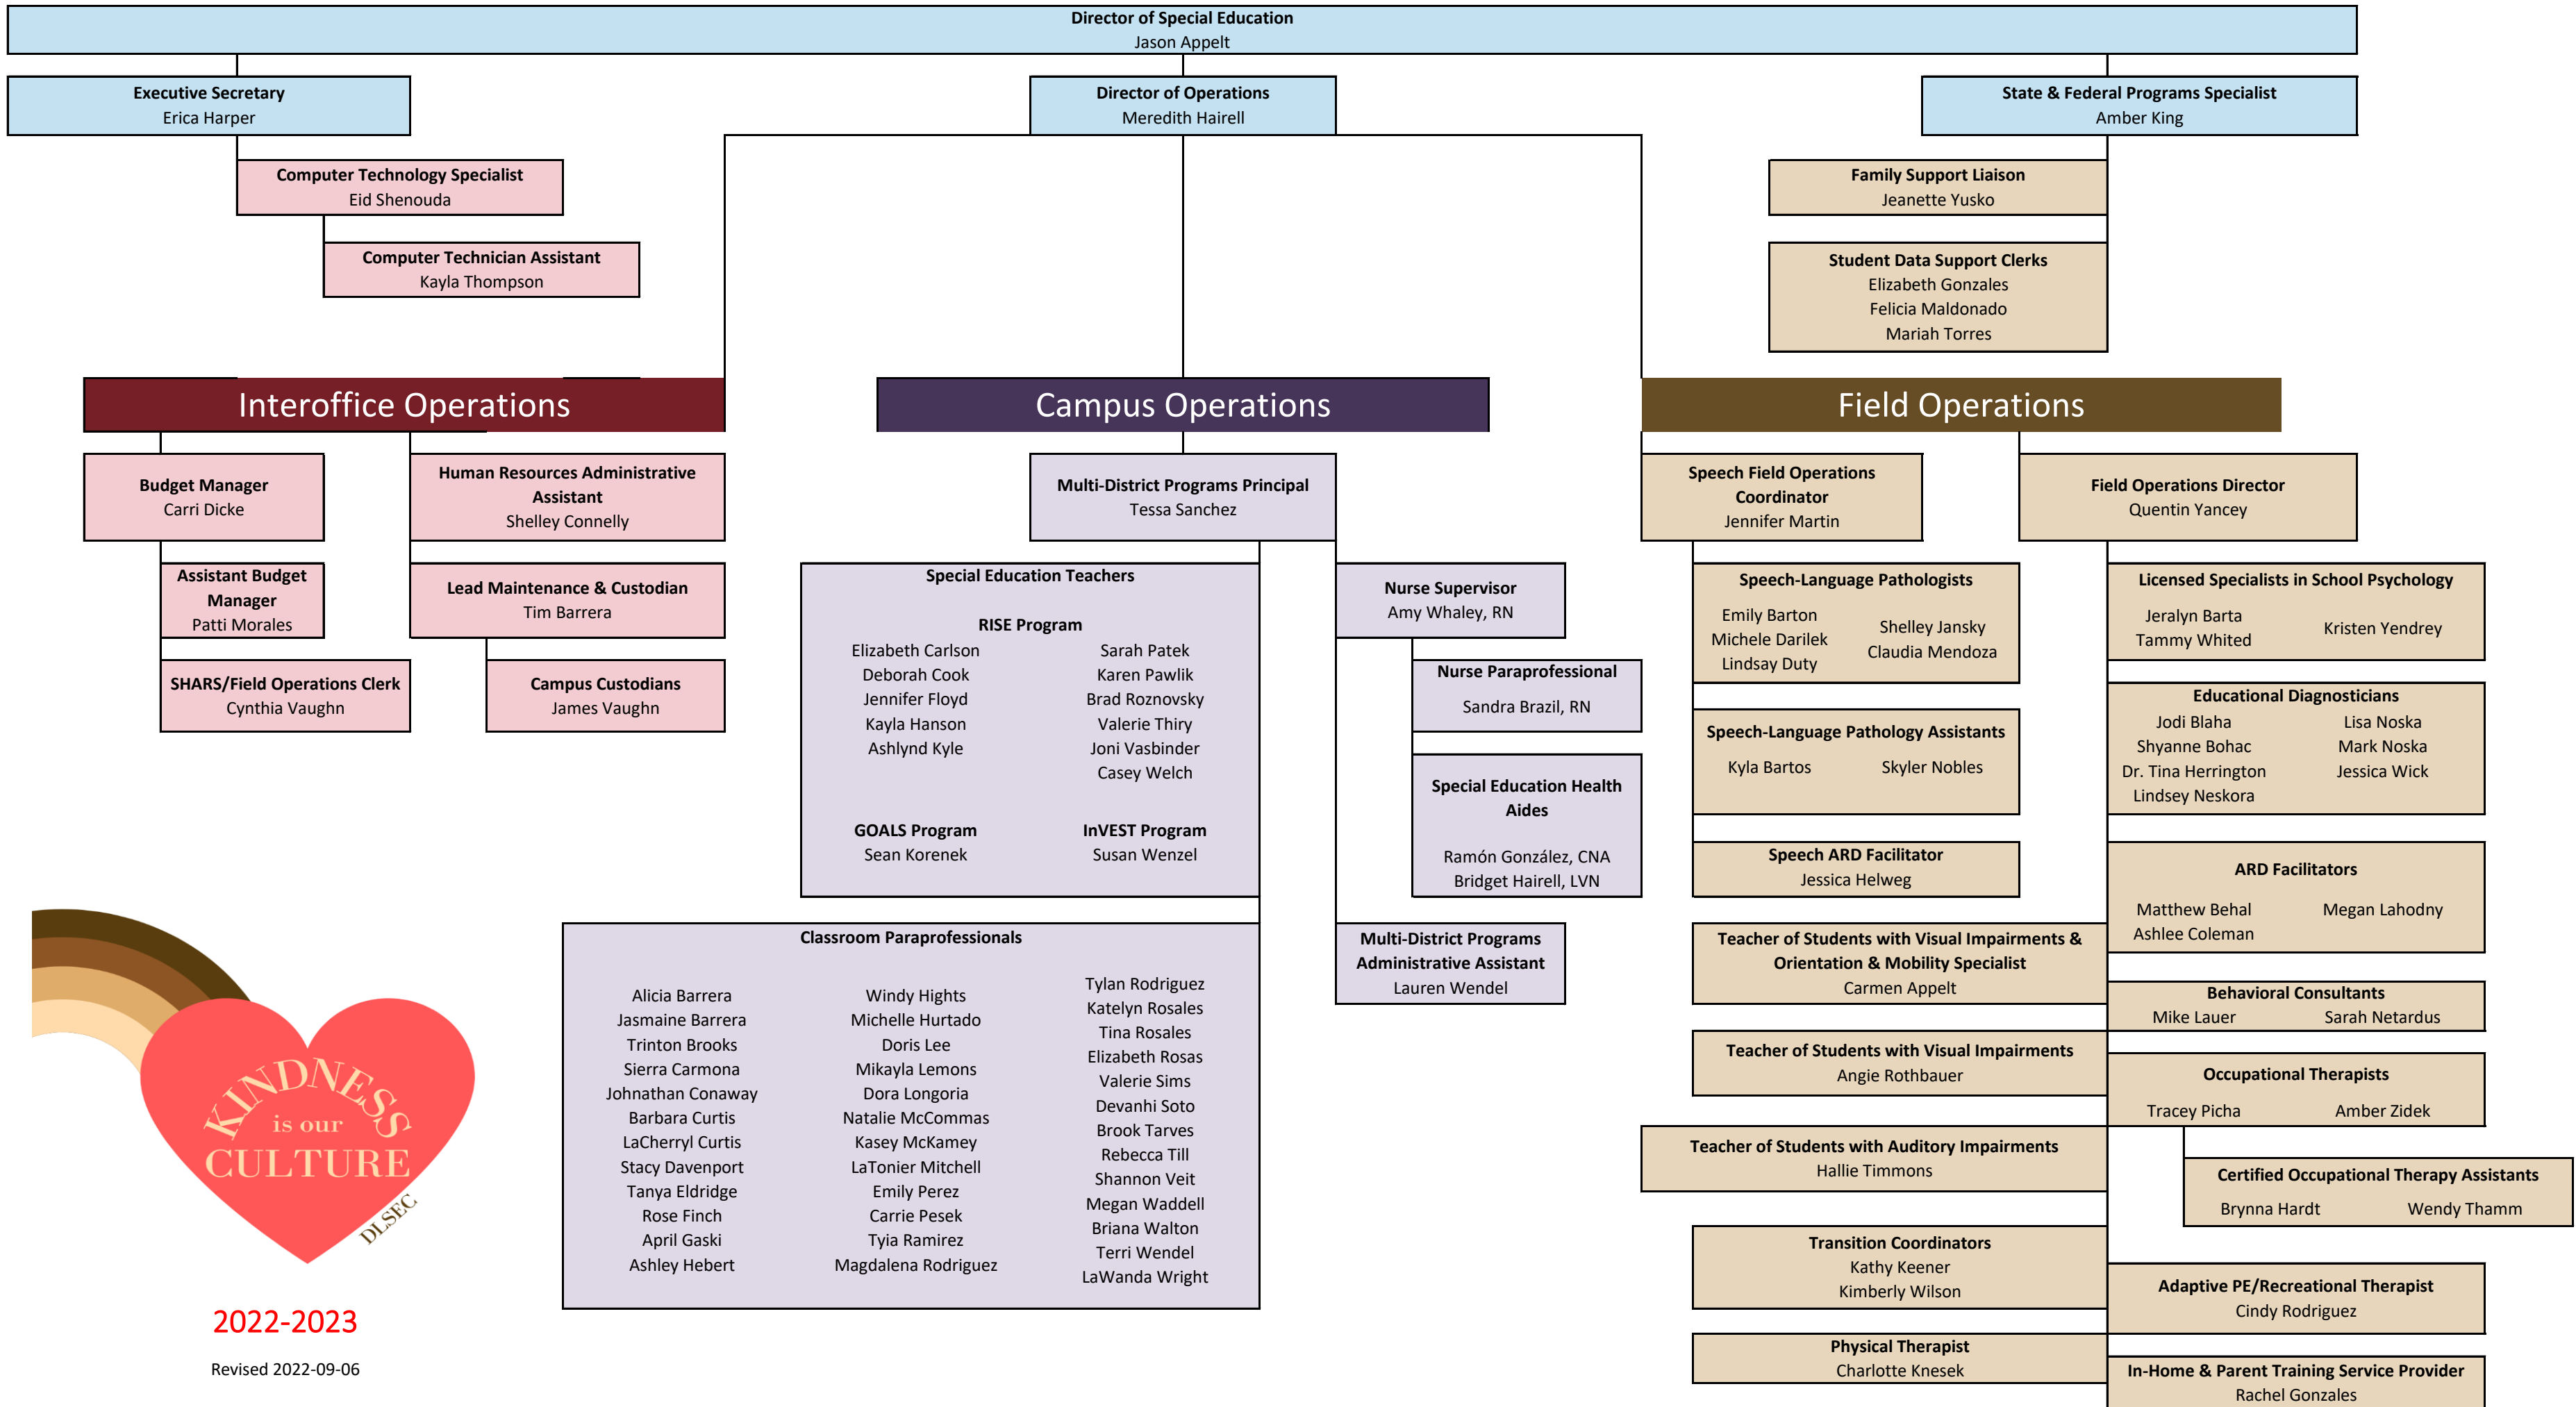 Director of Special Education
Jason Appelt
Executive Secretary
Erica Harper
Director of Operations
Meredith Hairell
State & Federal Programs Specialist
Amber King
Computer Technology Specialist
Eid Shenouda
Computer Technician Assistant
Kayla Thompson
Family Support Liaison
Jeanette Yusko
Student Data Support Clerks
Elizabeth Gonzales
Felicia Maldonado
Mariah Torres
Interoffice Operations
Budget Manager
Carri Dicke
Human Resources Administrative
Assistant
Shelley Connelly
Assistant Budget
Manager
Patti Morales
Lead Maintenance & Custodian
Tim Barrera
SHARS/Field Operations Clerk
Cynthia Vaughn
Campus Custodians
James Vaughn
Campus Operations
Multi-District Programs Principal
Tessa Sanchez
Special Education Teachers
RISE Program
Elizabeth Carlson
Deborah Cook
Jennifer Floyd
Kayla Hanson
Ashlynd Kyle
Sarah Patek
Karen Pawlik
Brad Roznovsky
Valerie Thiry
Joni Vasbinder
Casey Welch
GOALS Program
Sean Korenek
InVEST Program
Susan Wenzel
Nurse Supervisor
Amy Whaley, RN
Nurse Paraprofessional
Sandra Brazil, RN
Special Education Health
Aides
Ramón González, CNA
Bridget Hairell, LVN
Classroom Paraprofessionals
Alicia Barrera
Jasmaine Barrera
Trinton Brooks
Sierra Carmona
Johnathan Conaway
Barbara Curtis
LaCherryl Curtis
Stacy Davenport
Tanya Eldridge
Rose Finch
April Gaski
Ashley Hebert
Windy Hights
Michelle Hurtado
Doris Lee
Mikayla Lemons
Dora Longoria
Natalie McCommas
Kasey McKamey
LaTonier Mitchell
Emily Perez
Carrie Pesek
Tyia Ramirez
Magdalena Rodriguez
Tylan Rodriguez
Katelyn Rosales
Tina Rosales
Elizabeth Rosas
Valerie Sims
Devanhi Soto
Brook Tarves
Rebecca Till
Shannon Veit
Megan Waddell
Briana Walton
Terri Wendel
LaWanda Wright
Multi-District Programs
Administrative Assistant
Lauren Wendel
Field Operations
Speech Field Operations
Coordinator
Jennifer Martin
Field Operations Director
Quentin Yancey
Speech-Language Pathologists
Emily Barton
Michele Darilek
Lindsay Duty
Shelley Jansky
Claudia Mendoza
Speech-Language Pathology Assistants
Kyla Bartos
Skyler Nobles
Speech ARD Facilitator
Jessica Helweg
Licensed Specialists in School Psychology
Jeralyn Barta
Tammy Whited
Kristen Yendrey
Educational Diagnosticians
Jodi Blaha
Shyanne Bohac
Dr. Tina Herrington
Lindsey Neskora
Lisa Noska
Mark Noska
Jessica Wick
ARD Facilitators
Matthew Behal
Ashlee Coleman
Megan Lahodny
Teacher of Students with Visual Impairments &
Orientation & Mobility Specialist
Carmen Appelt
Behavioral Consultants
Mike Lauer
Sarah Netardus
Teacher of Students with Visual Impairments
Angie Rothbauer
Occupational Therapists
Tracey Picha
Amber Zidek
Teacher of Students with Auditory Impairments
Hallie Timmons
Certified Occupational Therapy Assistants
Brynna Hardt
Wendy Thamm
Transition Coordinators
Kathy Keener
Kimberly Wilson
Adaptive PE/Recreational Therapist
Cindy Rodriguez
Physical Therapist
Charlotte Knesek
In-Home & Parent Training Service Provider
Rachel Gonzales
KINDNESS
is our
CULTURE
DLSEC
2022-2023
Revised 2022-09-06